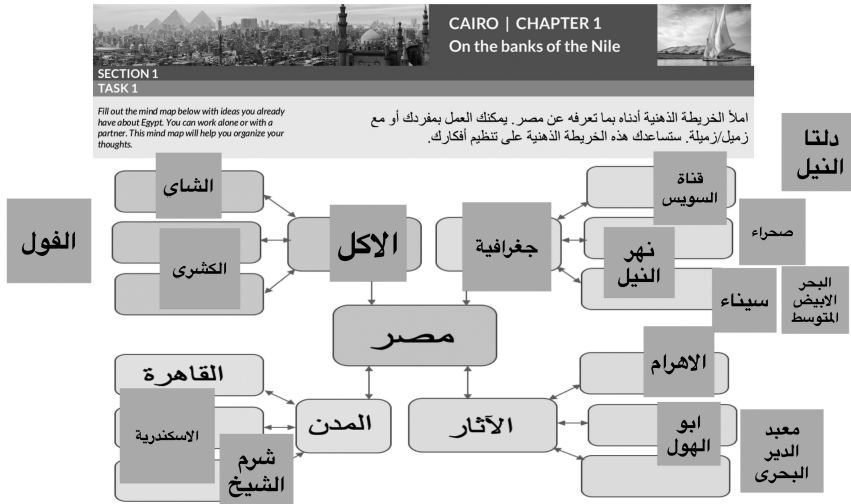 CAIRO | CHAPTER 1
On the banks of the Nile
SECTION 1
TASK 1
Fill out the mind map below with ideas you already
have about Egypt. You can work alone or with a
partner. This mind map will help you organize your
thoughts.
املأ الخريطة الذهنية أدناه بما تعرفه عن مصر. يمكنك العمل بمفردك أو مع
زميل/زميلة. ستساعدك هذه الخريطة الذهنية على تنظيم أفكارك.
دلتا
النيل
قناة
السويس
الشاى
صحراء
الفول
الاكل
جغرافية
نهر
النيل
الكشرى
سيناء
البحر
الابيض
المتوسط
مصر
الاهرام
القاهرة
المدن
الآثار
ابو
الهول
معبد
الدير
البحرى
الاسكندرية
شرم
الشيخ